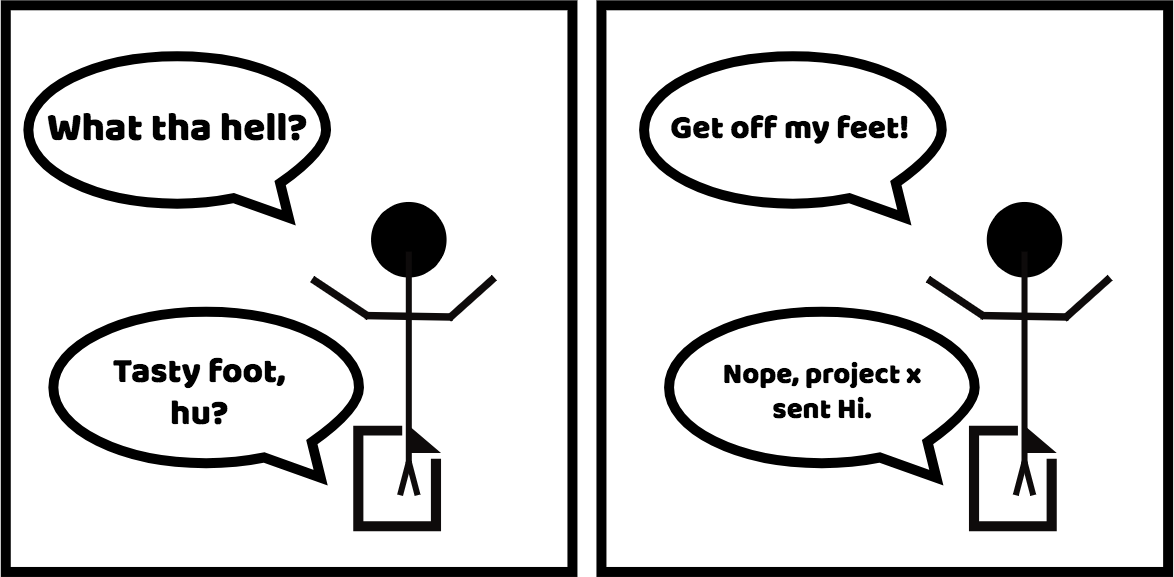 What tha hell?
Tasty foot,
hu?
Get off my feet!
Nope, project x
sent Hi.